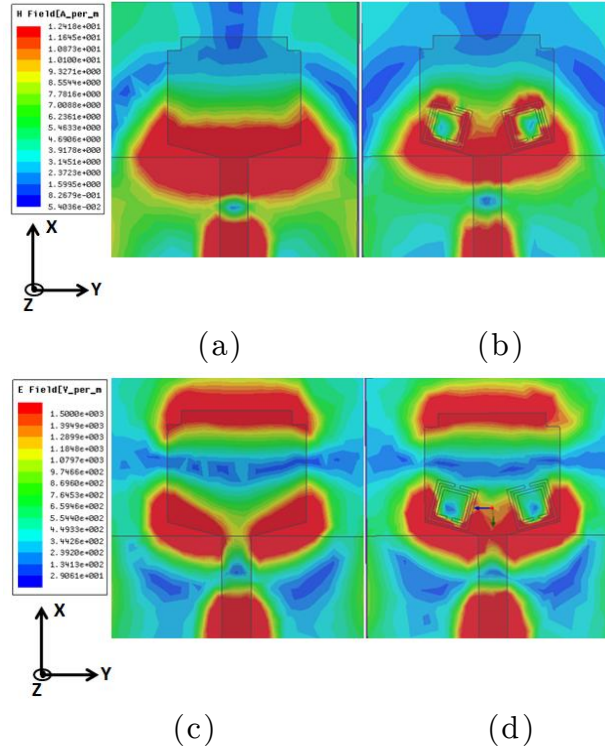 H Field[A_per_m
1.2418e+001
1.1645e+001
1.0873e+001
1.0100e+001
9.3271e+000
8.5544e+000
7.7816e+000
7.0088e+000
6.2361e+000
5.4633e+000
4.6906e+000
3.9178e+000
3.1451e+000
2.3723e+000
1.5995e+000
8.2679e-001
5.4036e-002
X
Y
Z
(a)
(b)
E Field[V_per_m
1.5000e+003
1.3949e+003
1.2899e+003
1.1848e+003
1.0797e+003
9.7466e+002
8.6960e+002
7.6453e+002
6.5946e+002
5.5440e+002
4.4933e+002
3.4426e+002
2.3920e+002
1.3413e+002
2.9061e+001
X
Y
Z
(c)
(d)